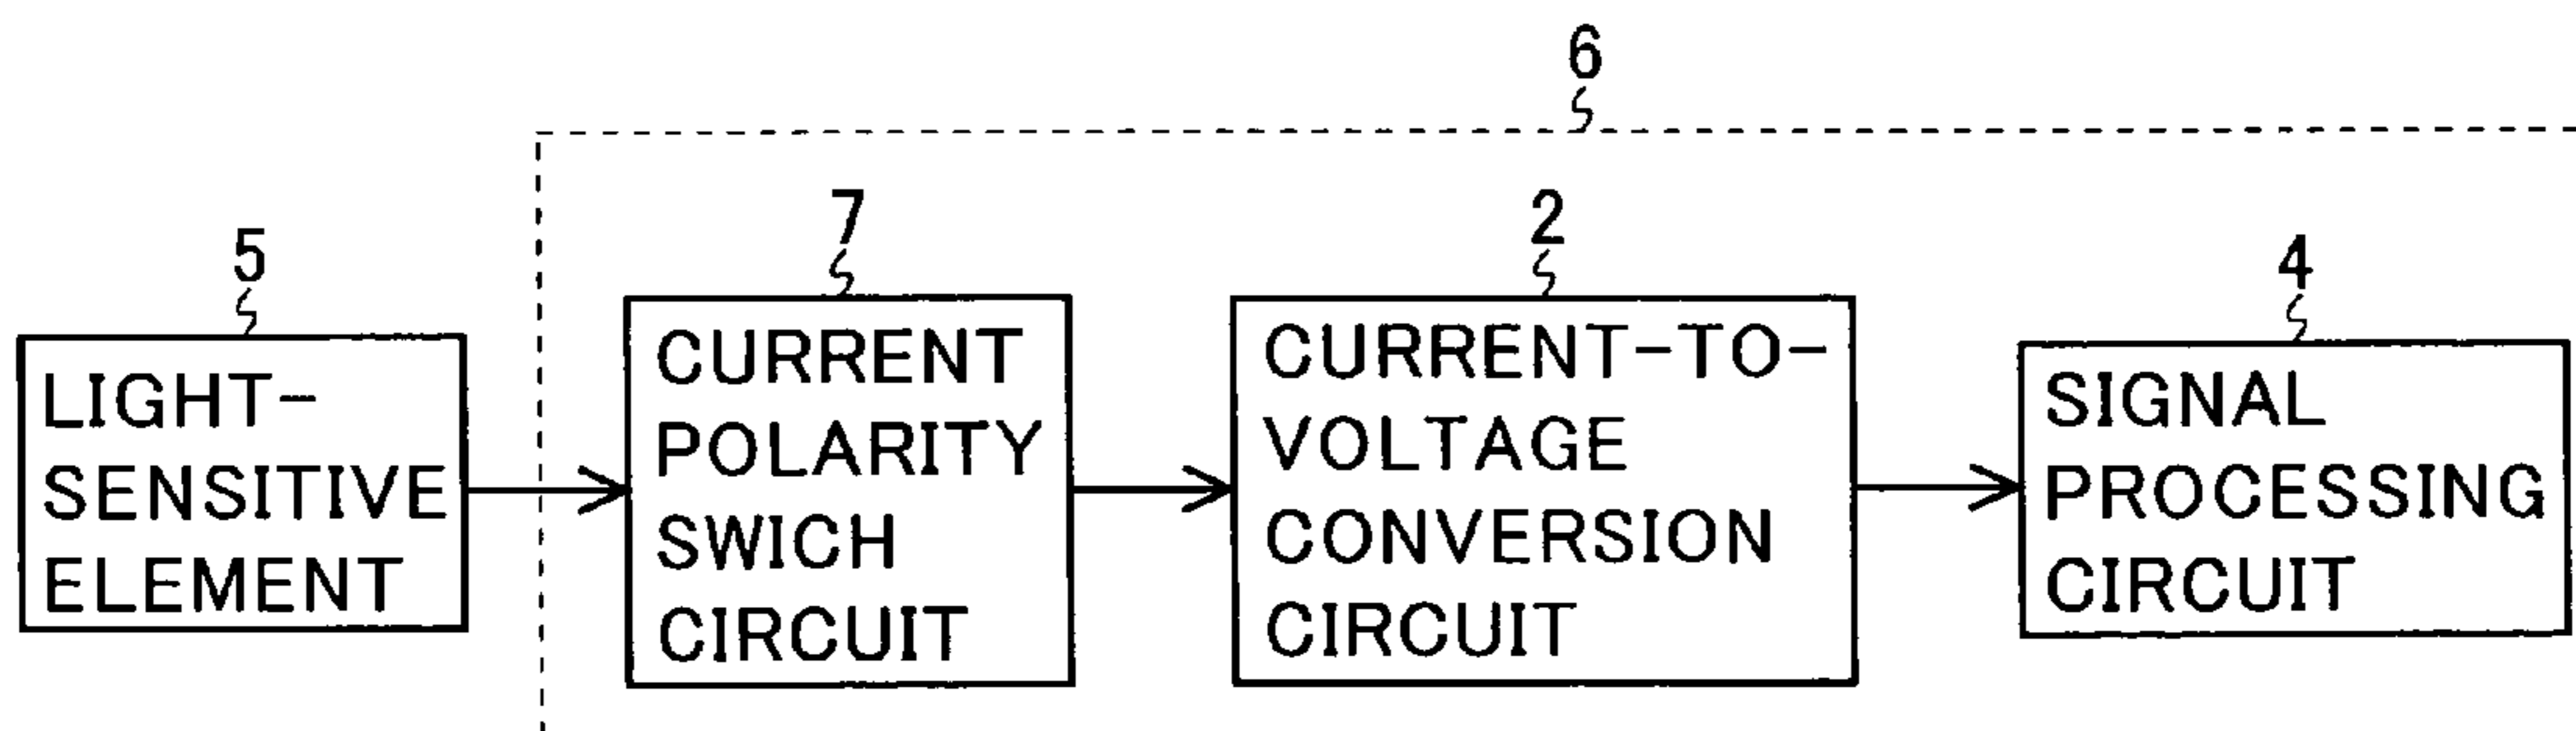 6
5
LIGHT-
SENSITIVE
ELEMENT
7
CURRENT
POLARITY
SWICH
CIRCUIT
2
CURRENT-TO-
VOLTAGE
CONVERSION
CIRCUIT
4
SIGNAL
PROCESSING
CIRCUIT